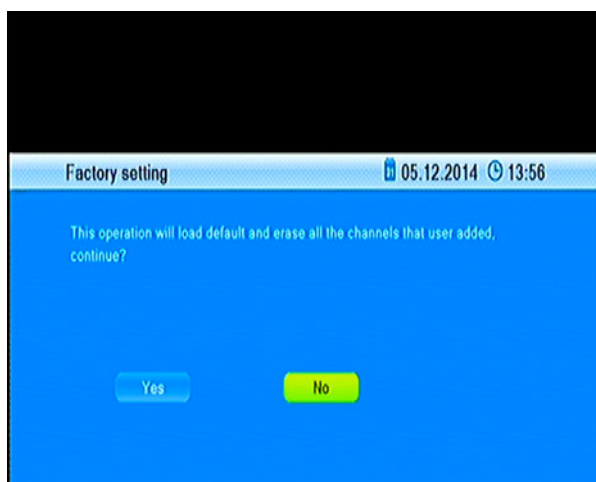 Factory setting
05.12.2014 13:56
This operation will load default and erase all the channels that user added,
continue?
Yes
No